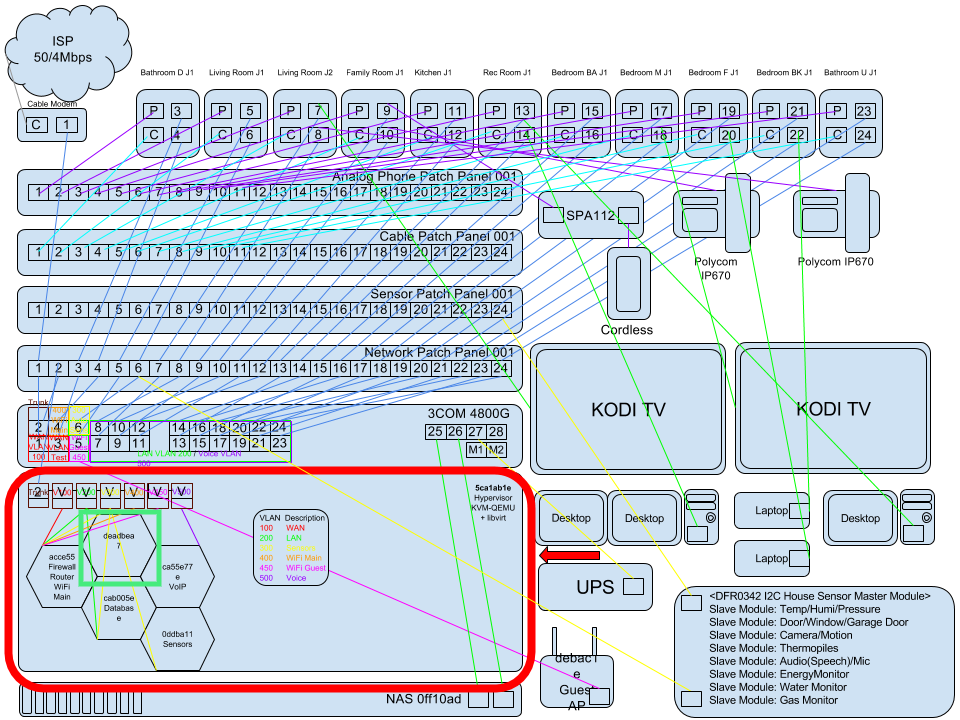 ISP
50/4Mbps
Cable Modem
C 1
Bathroom D J1
Living Room J1
Living Room J2
Family Room J1
Kitchen J1
Rec Room J1
Bedroom BA J1
Bedroom M J1
Bedroom F J1
Bedroom BK J1
Bathroom U J1
P 3 P 5 P 7 P 9 P 11 P 13 P 15 P 17 P 19 P 21 P 23
C 4 C 6 C 8 C 10 C 12 C 14 C 16 C 18 C 20 C 22 C 24
Analog Phone Patch Panel 001
1 2 3 4 5 6 7 8 9 10 11 12 13 14 15 16 17 18 19 20 21 22 23 24
Cable Patch Panel 001
1 2 3 4 5 6 7 8 9 10 11 12 13 14 15 16 17 18 19 20 21 22 23 24
Sensor Patch Panel 001
1 2 3 4 5 6 7 8 9 10 11 12 13 14 15 16 17 18 19 20 21 22 23 24
Network Patch Panel 001
1 2 3 4 5 6 7 8 9 10 11 12 13 14 15 16 17 18 19 20 21 22 23 24
SPA112
Cordless
Polycom
IP670
Polycom IP670
KODI TV
KODI TV
Trunk
400
3COM 4800G
2 4 6 8 10 12 14 16 18 20 22 24
1 3 5 7 9 11 13 15 17 19 21 23
25 26 27 28
M1 M2
VLAN
100 Test 450
LAN VLAN 200 / Voice VLAN
500
Trunk
2 V V V V V V
5ca1ab1e
Hypervisor
KVM-QEMU
+ libvirt
deadbea
7
acce55
Firewall
Router
WiFi
Main
ca55e77
e
VoIP
cab005e
Databas
e
0ddba11
Sensors
VLAN Description
100 WAN
200 LAN
400 WiFi Main
450 WiFi Guest
500 Voice
Desktop
Desktop
Laptop
Laptop
Desktop
UPS
debac1
e
Guest
AP
<DFR0342 I2C House Sensor Master Module>
Slave Module: Temp/Humi/Pressure
Slave Module: Door/Window/Garage Door
Slave Module: Camera/Motion
Slave Module: Thermopiles
Slave Module: Audio(Speech)/Mic
Slave Module: EnergyMonitor
Slave Module: Water Monitor
Slave Module: Gas Monitor
NAS 0ff10ad